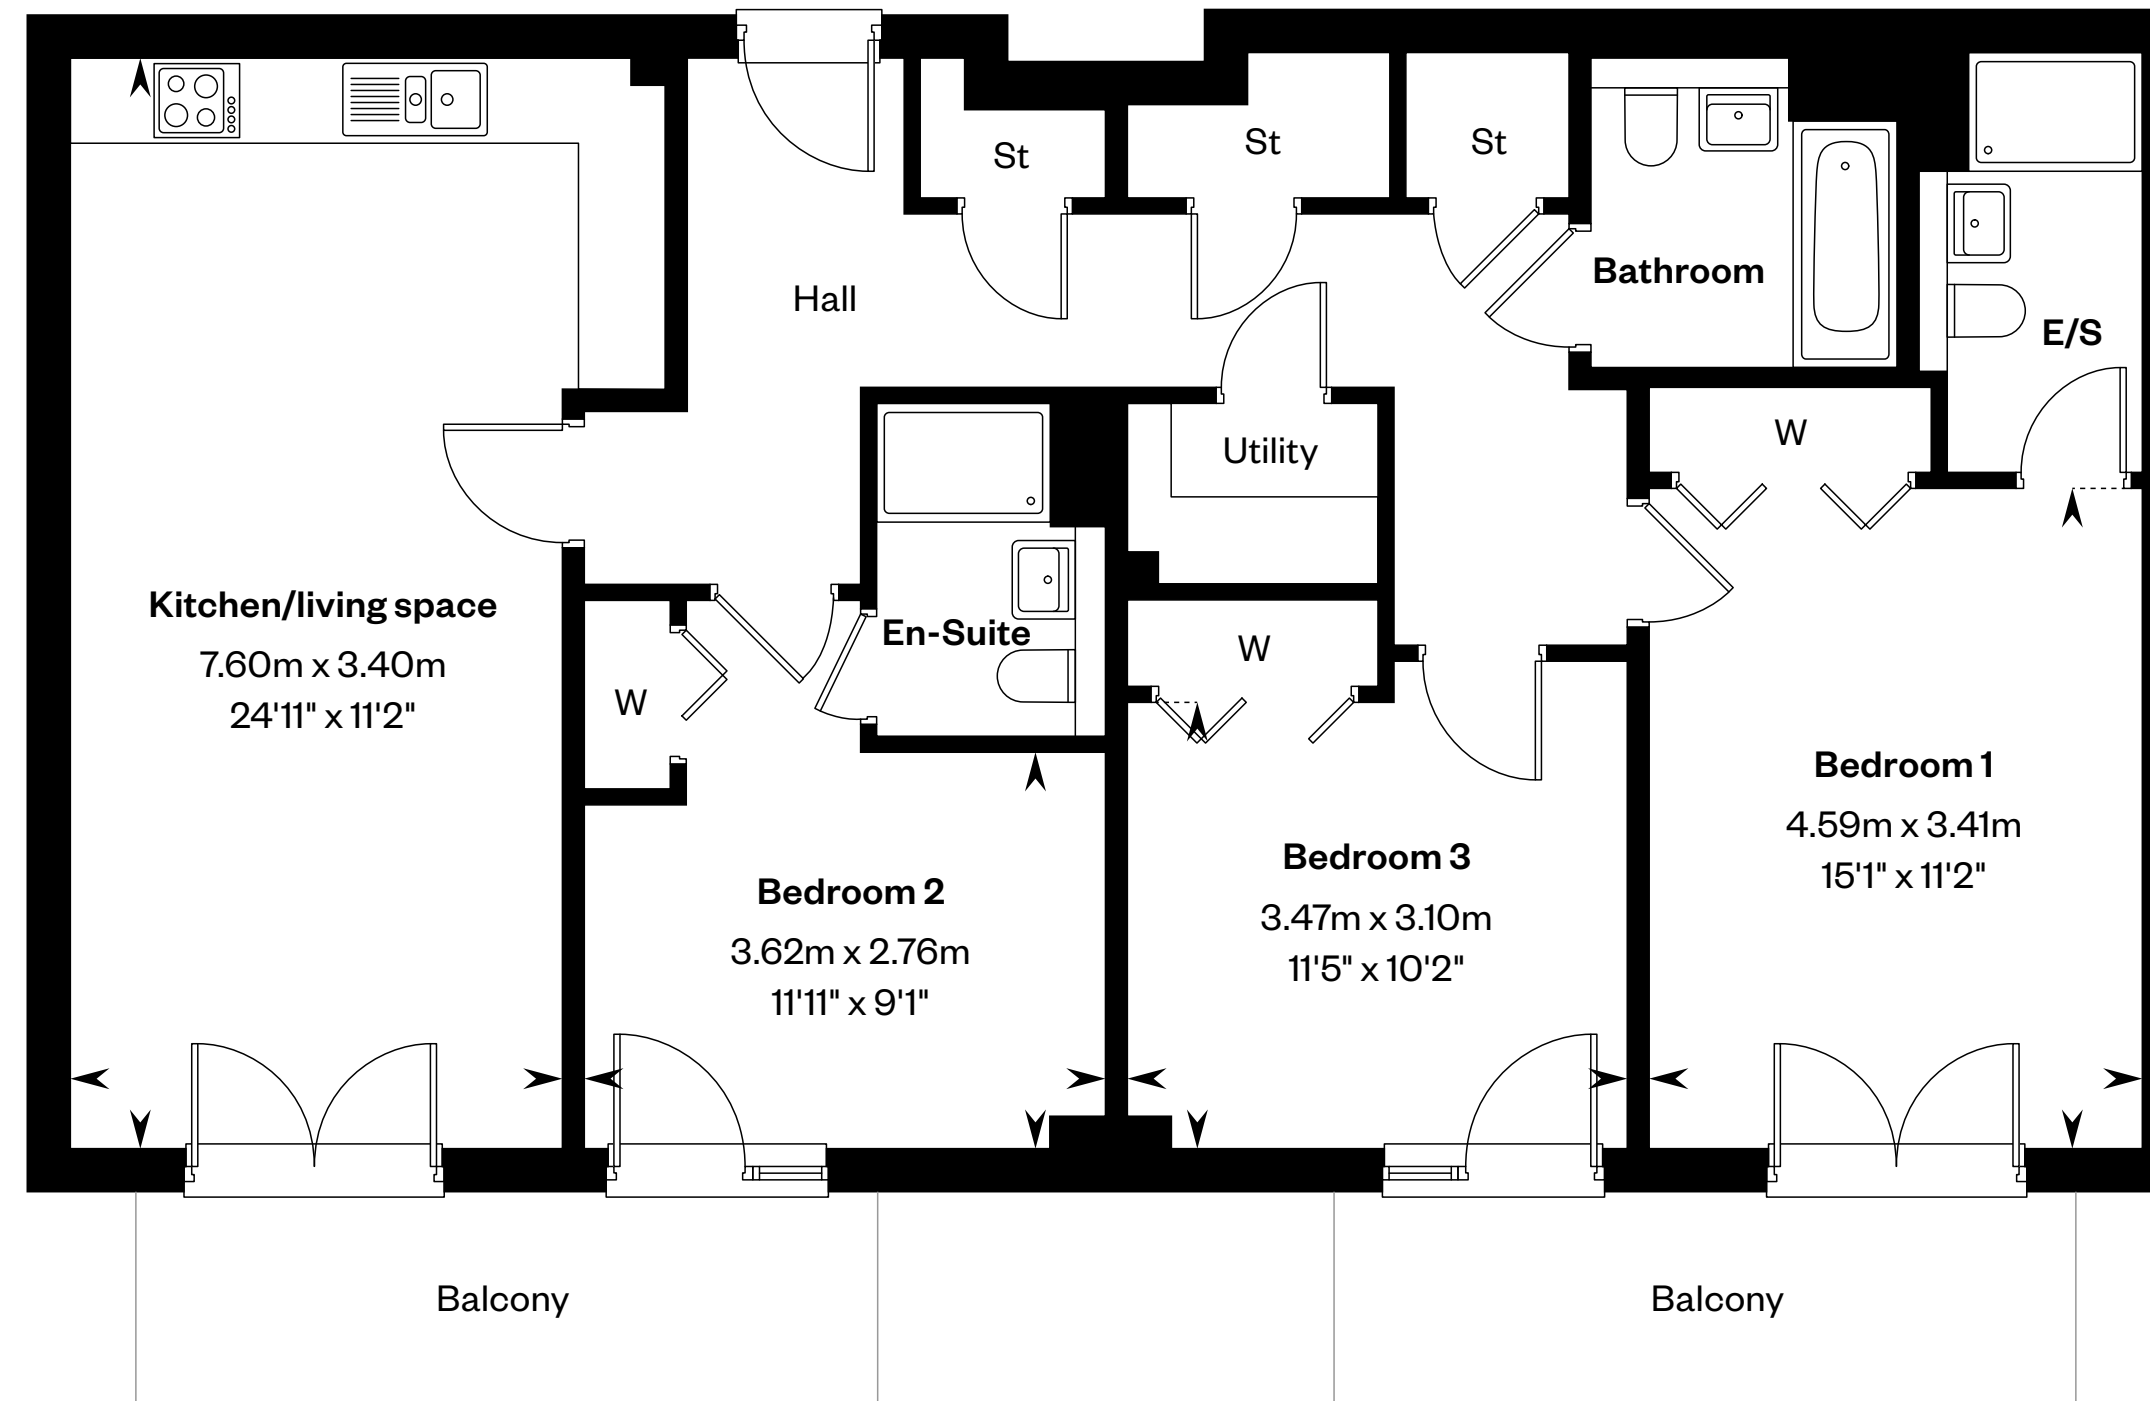 St
St
St
Bathroom
Hall
E/S
W
Utility
Kitchen/living space
7.60m x 3.40m
24'11" x 11'2"
En-Suite
W
W
Bedroom 1
4.59m x 3.41m
15'1" x 11'2"
Bedroom 3
3.47m x 3.10m
11'5" x 10'2"
Bedroom 2
3.62m x 2.76m
11'11" x 9'1"
Balcony
Balcony